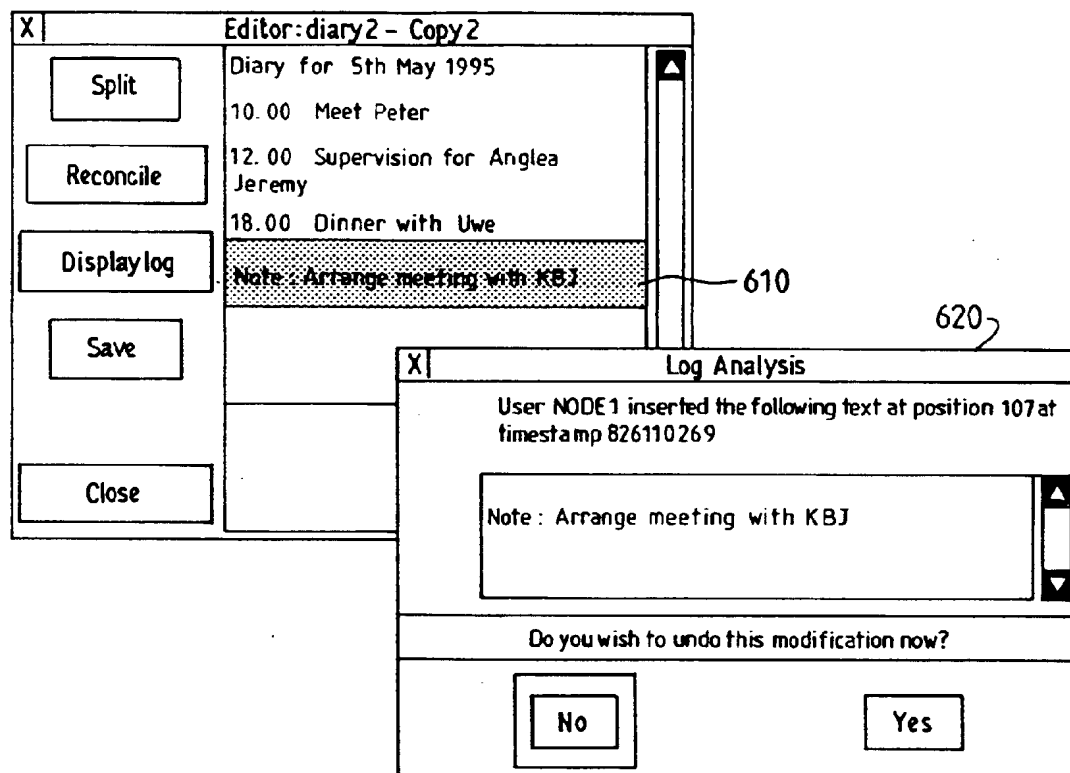 X Editor:diary2 - Copy2
Split
Reconcile
Display log
Save
Close
Diary for 5th May 1995
10.00 Meet Peter
12.00 Supervision for Anglea
Jeremy
18.00 Dinner with Uwe
Note : Arrange meeting with KBJ
610
620
X Log Analysis
User NODE1 inserted the following text at position 107 at
timestamp 826110269
Note : Arrange meeting with KBJ
Do you wish to undo this modification now?
No Yes